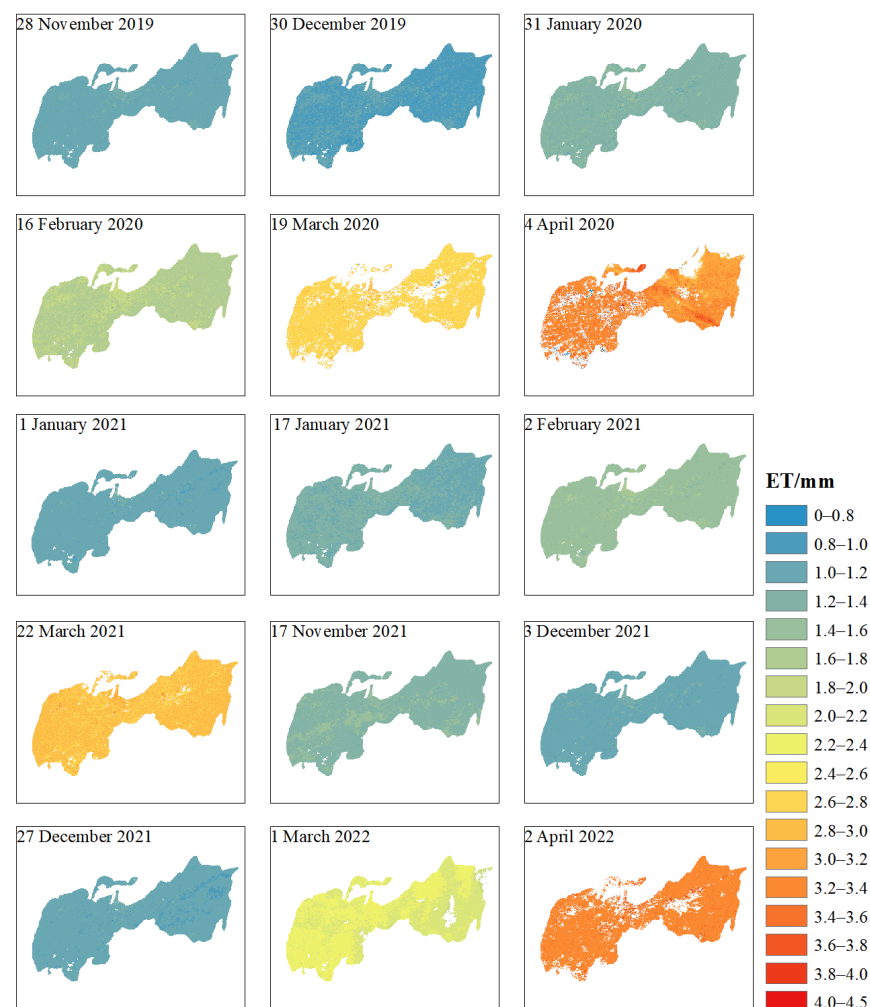 28 November 2019
30 December 2019
31 January 2020
16 February 2020
19 March 2020
4 April 2020
1 January 2021
17 January 2021
2 February 2021
22 March 2021
17 November 2021
3 December 2021
27 December 2021
1 March 2022
2 April 2022
ET/mm
0–0.8
0.8–1.0
1.0–1.2
1.2–1.4
1.4–1.6
1.6–1.8
1.8–2.0
2.0–2.2
2.2–2.4
2.4–2.6
2.6–2.8
2.8–3.0
3.0–3.2
3.2–3.4
3.4–3.6
3.6–3.8
3.8–4.0
4.0–4.5